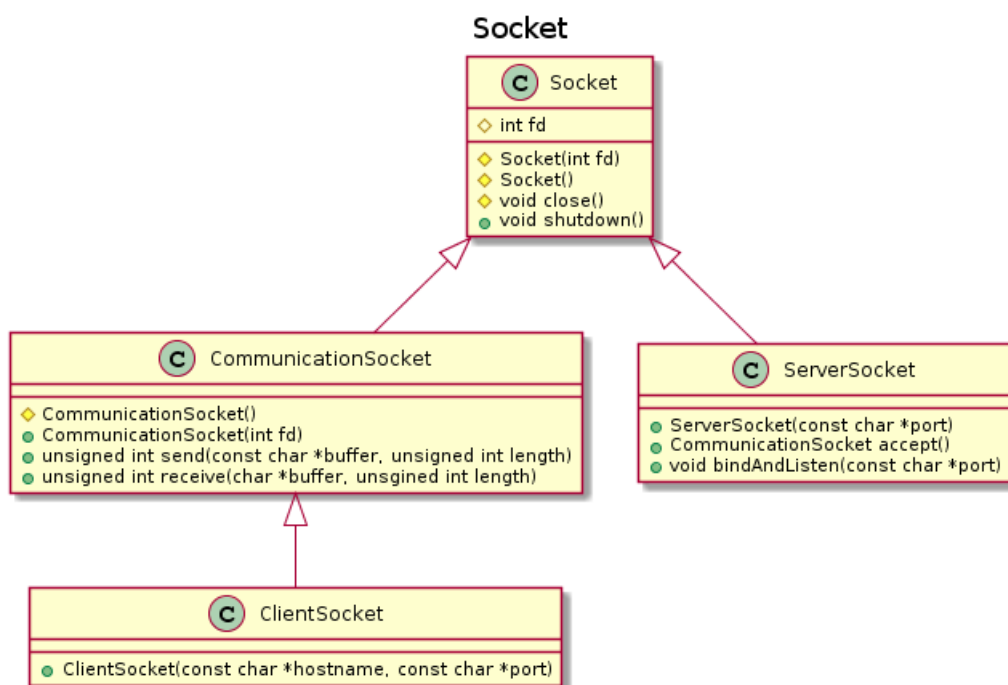 Socket
C Socket
int fd
Socket(int fd)
Socket()
void close()
void shutdown()
C CommunicationSocket
CommunicationSocket()
CommunicationSocket(int fd)
unsigned int send(const char *buffer, unsigned int length)
unsigned int receive(char *buffer, unsgined int length)
C ServerSocket
ServerSocket(const char *port)
CommunicationSocket accept()
void bindAndListen(const char *port)
C ClientSocket
ClientSocket(const char *hostname, const char *port)